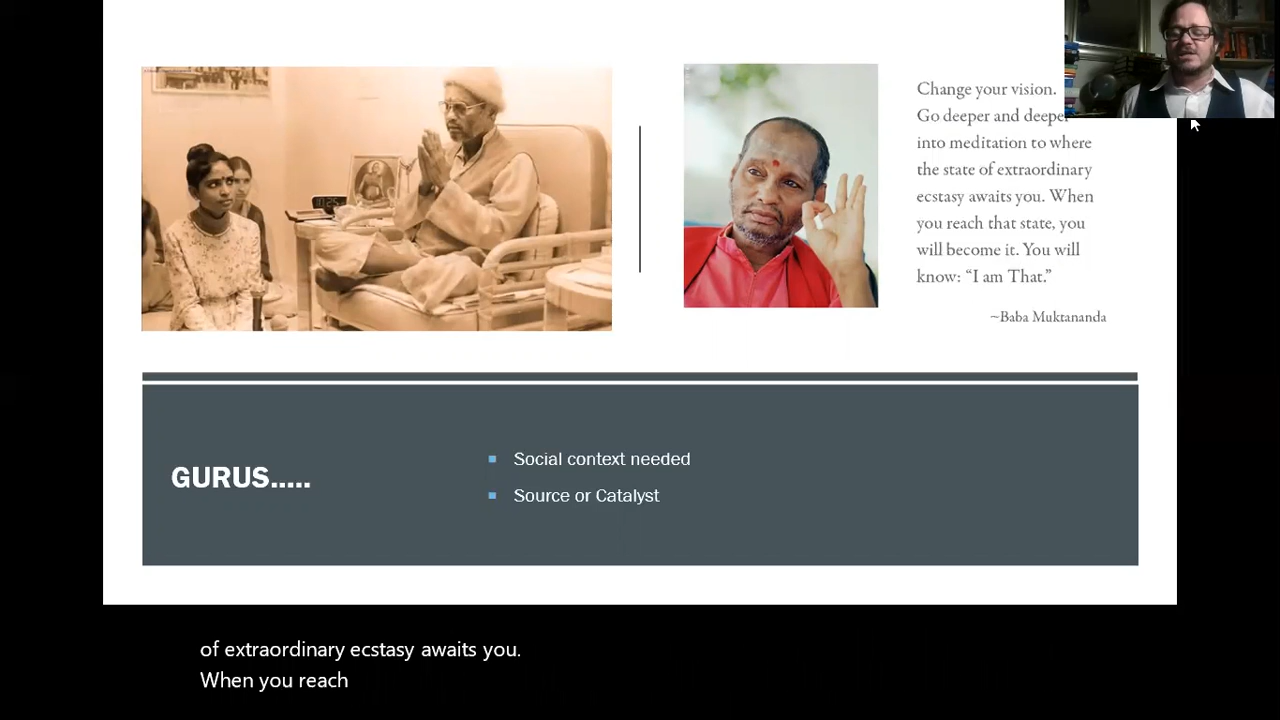 Change your vision.
Go deeper and deeper
into meditation to where
the state of extraordinary
ecstasy awaits you. When
you reach that state, you
will become it. You will
know: “I am That.”
~Baba Muktananda
GURUS.....
Social context needed
Source or Catalyst
of extraordinary ecstasy awaits you.
When you reach